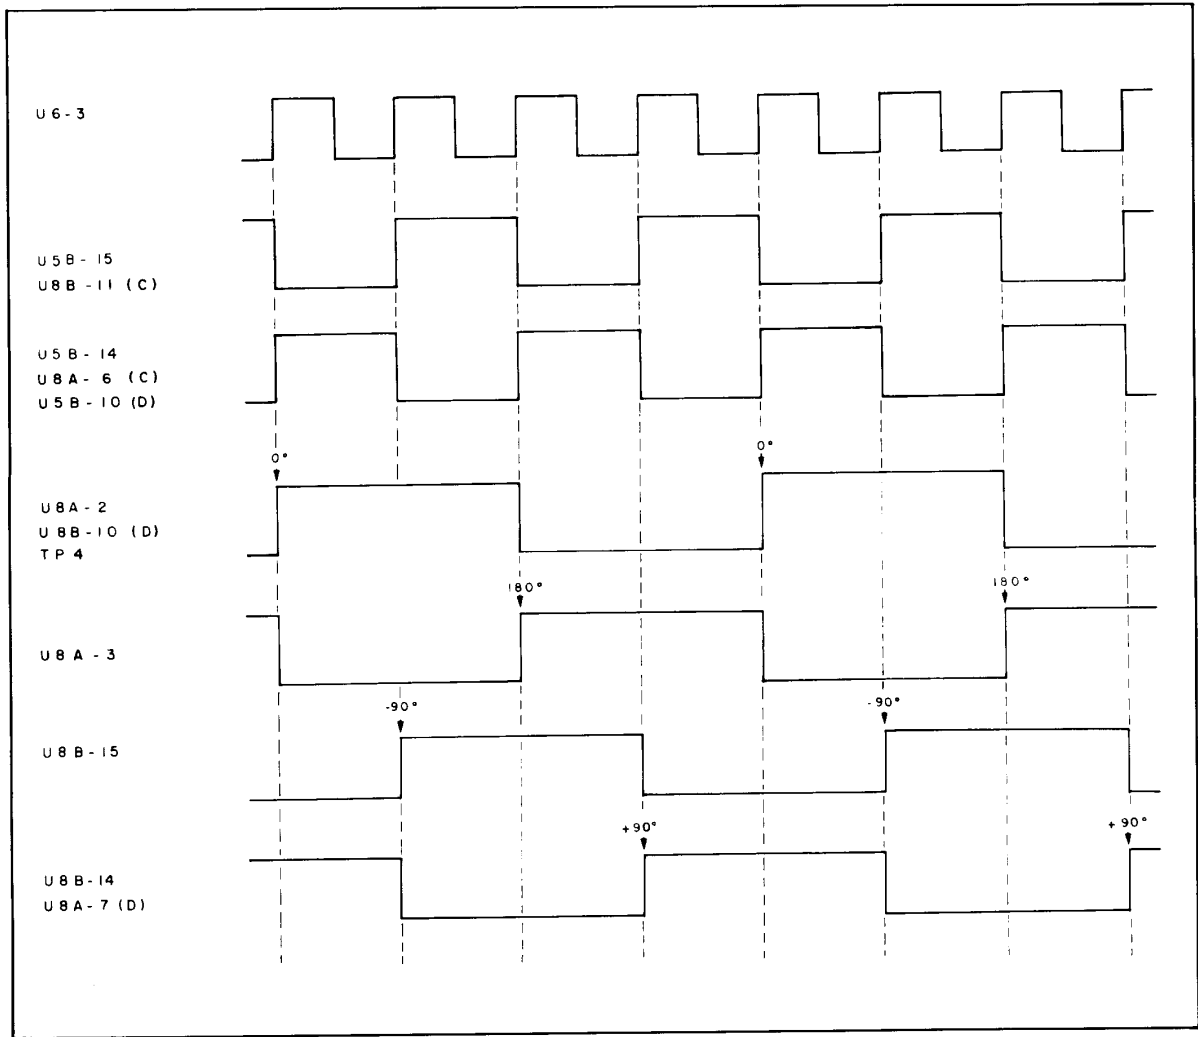 U6-3
U5B-15
U8B-11 (C)
U5B-14
U8A-6 (C)
U5B-10 (D)
0°
0°
U8A-2
U8B-10 (D)
TP4
180°
180°
U8A-3
-90°
-90°
U8B-15
+90°
+90°
U8B-14
U8A-7 (D)